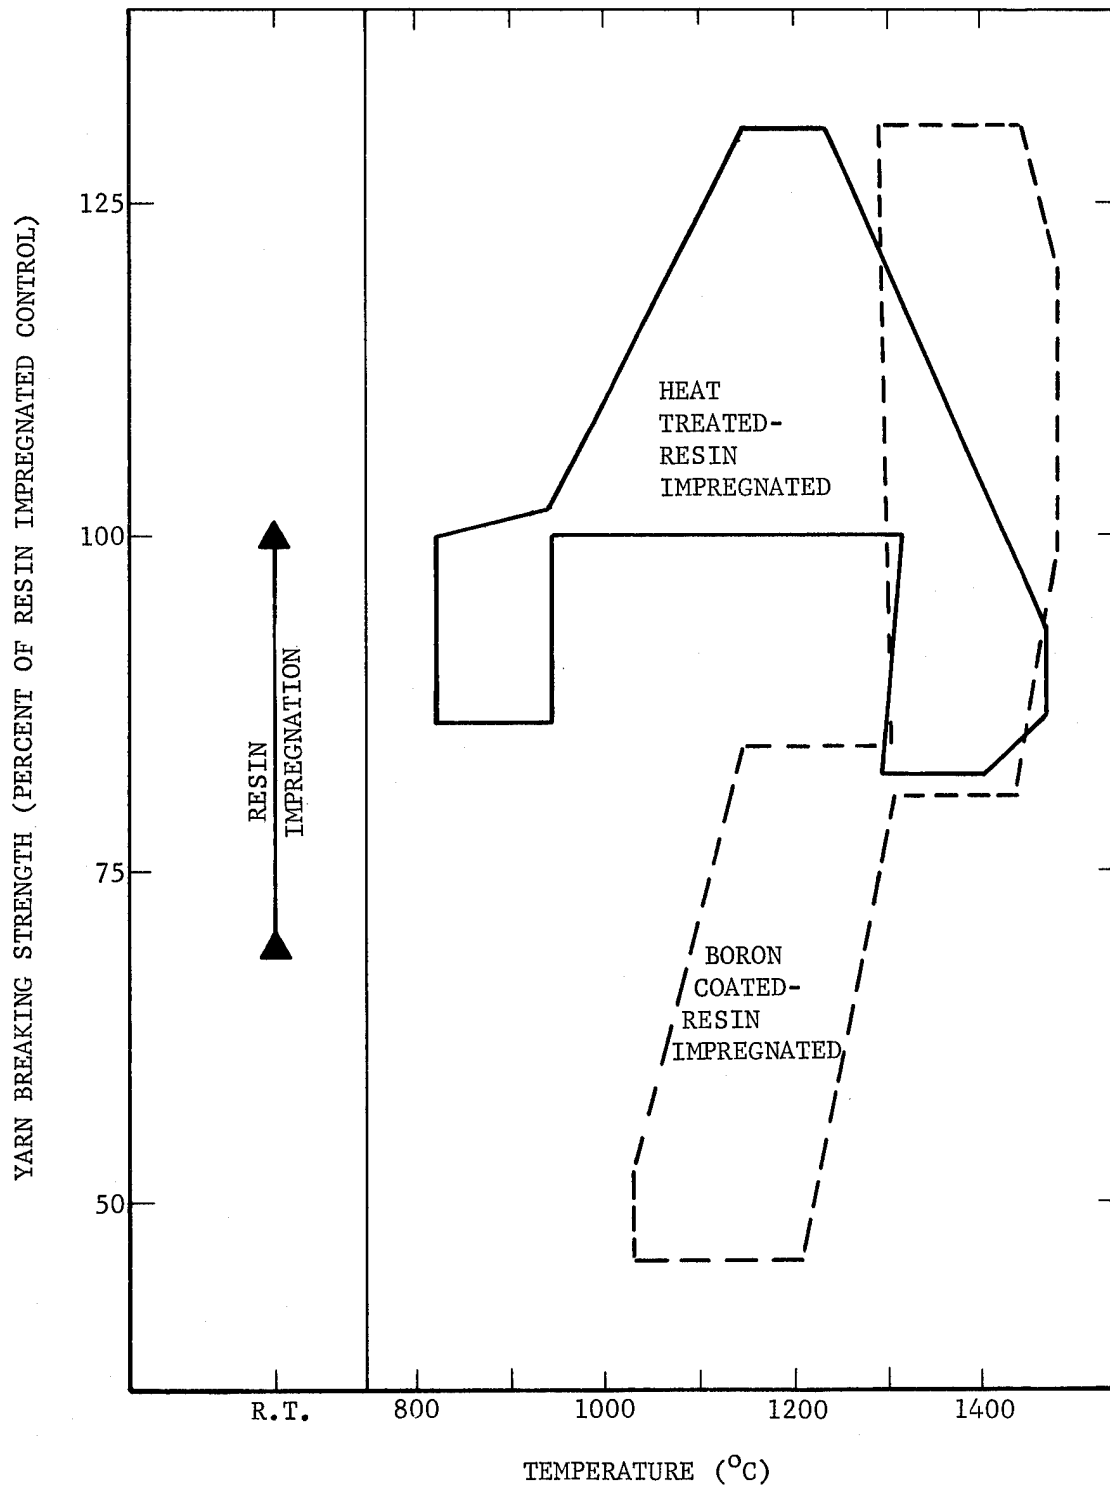 YARN BREAKING STRENGTH (PERCENT OF RESIN IMPREGNATED CONTROL)
125
100
75
50
RESIN
IMPREGNATION
HEAT
TREATED-
RESIN
IMPREGNATED
BORON
COATED-
RESIN
IMPREGNATED
R.T.
800
1000
1200
1400
TEMPERATURE (°C)